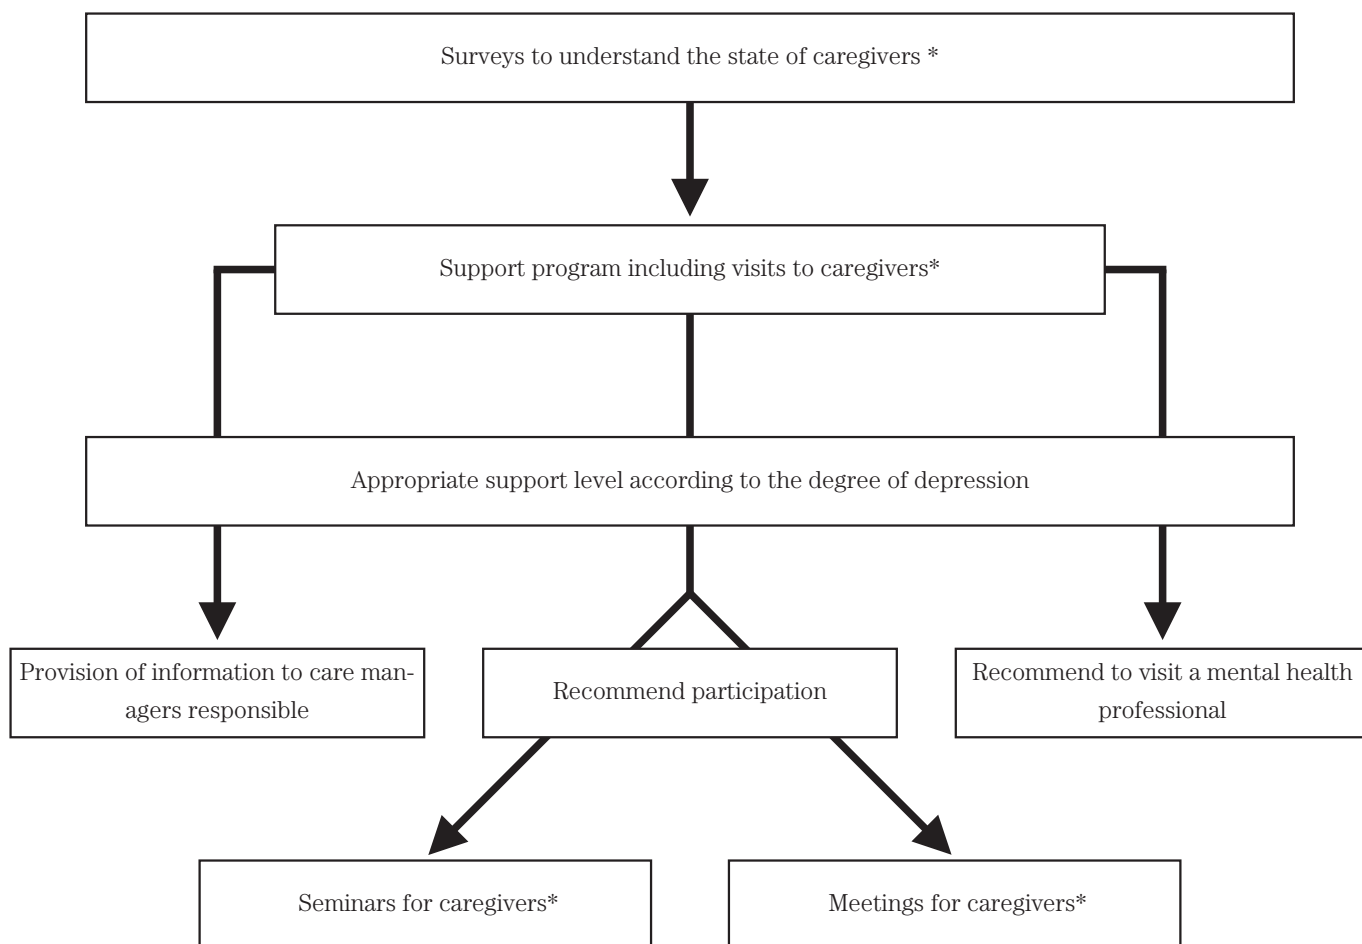 Surveys to understand the state of caregivers *
Support program including visits to caregivers*
Appropriate support level according to the degree of depression
Provision of information to care man-
agers responsible
Recommend participation
Recommend to visit a mental health
professional
Seminars for caregivers*
Meetings for caregivers*